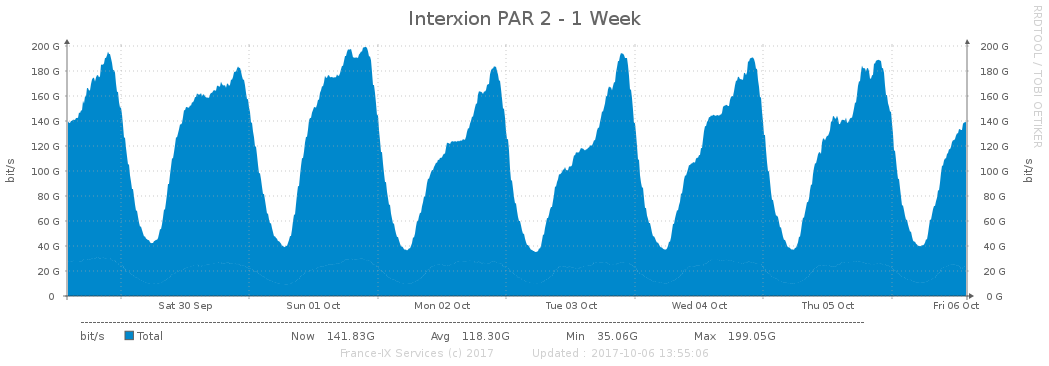 Interxion PAR 2 - 1 Week
RRDTOOL / TOBI OETIKER
200 G 200 G
180 G 180 G
160 G 160 G
140 G 140 G
120 G 120 G
100 G 100 G
80 G 80 G
60 G 60 G
40 G 40 G
20 G 20 G
0 0 G
bit/s bit/s
Sat 30 Sep Sun 01 Oct Mon 02 Oct Tue 03 Oct Wed 04 Oct Thu 05 Oct Fri 06 Oct
bit/s Total Now 141.83G Avg 118.30G Min 35.06G Max 199.05G
France-IX Services (c) 2017 Updated : 2017-10-06 13:55:06